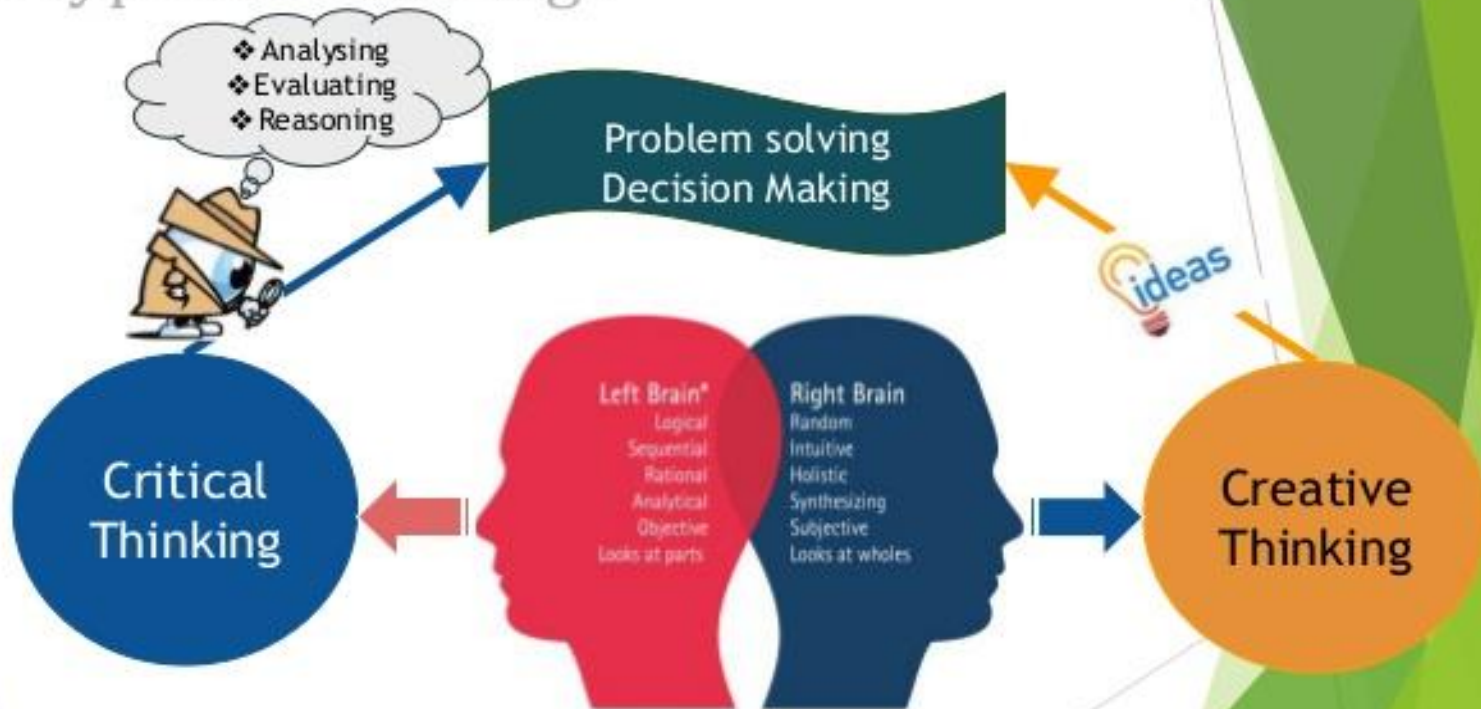 ❖ Analysing
❖ Evaluating
❖ Reasoning
Problem solving
Decision Making
ideas
Left Brain*
Logical
Sequential
Rational
Analytical
Objective
Looks at parts
Right Brain
Random
Intuitive
Holistic
Synthesizing
Subjective
Looks at wholes
Critical
Thinking
Creative
Thinking